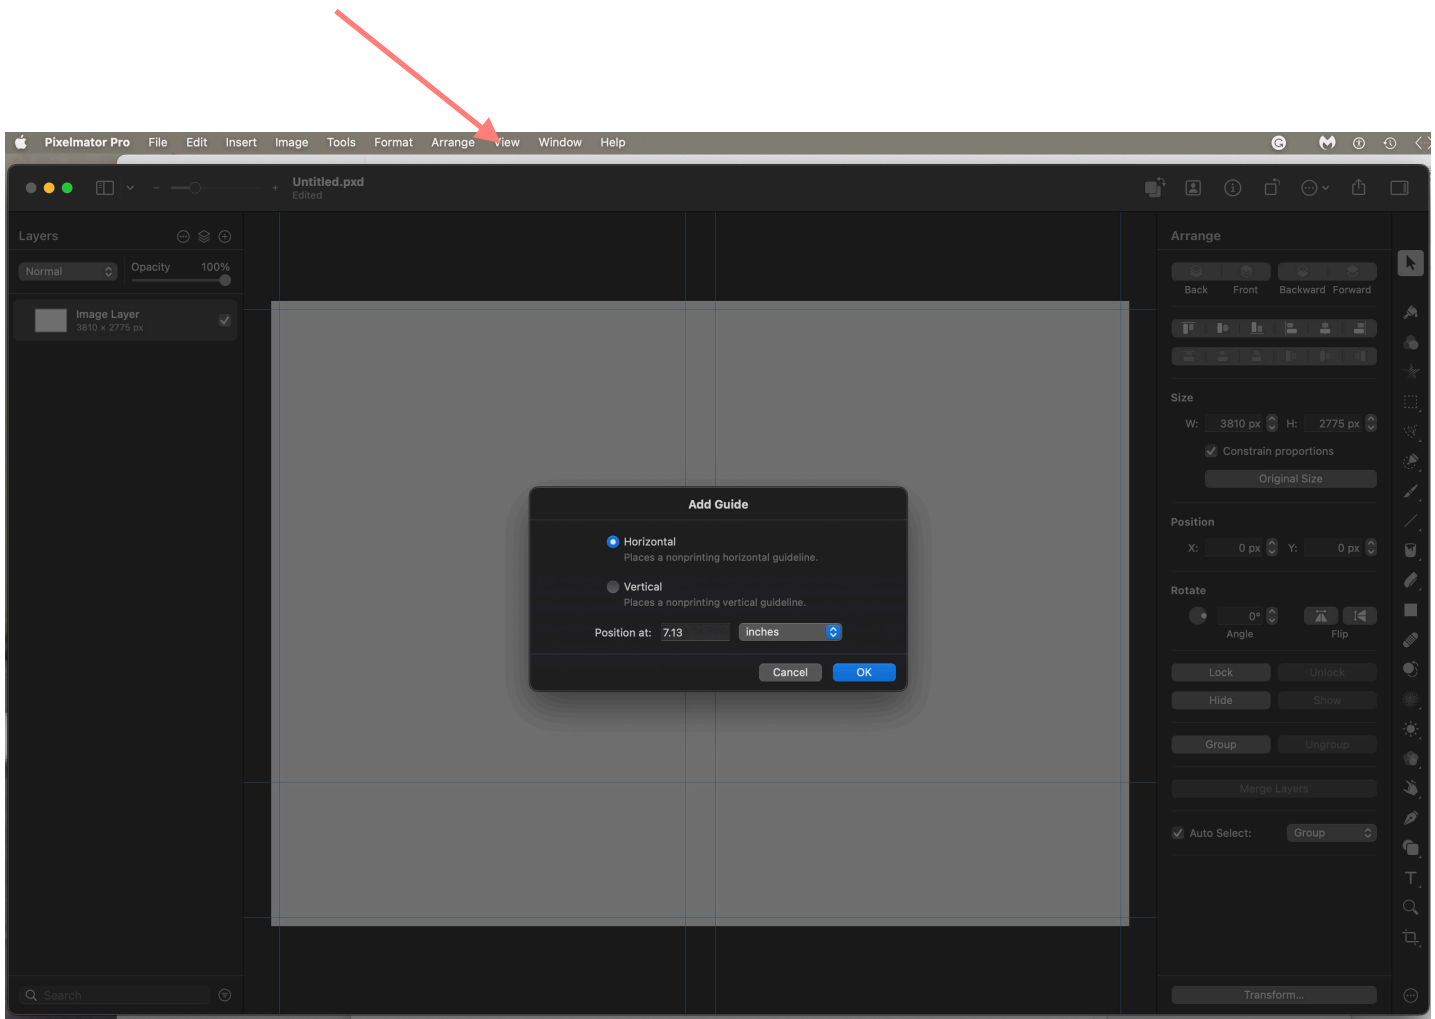 Pixelmator Pro File Edit Insert Image Tools Format Arrange View Window Help
Untitled.pxd
Edited
Layers
Normal Opacity 100%
Image Layer
3810 × 2775 px
Search
Add Guide
Horizontal
Places a nonprinting horizontal guideline.
Vertical
Places a nonprinting vertical guideline.
Position at: 7.13 inches
Cancel OK
Arrange
Back Front Backward Forward
Size
W: 3810 px H: 2775 px
Constrain proportions
Original Size
Position
X: 0 px Y: 0 px
Rotate
0°
Angle Flip
Lock Unlock
Hide Show
Group Ungroup
Merge Layers
Auto Select: Group
Transform...